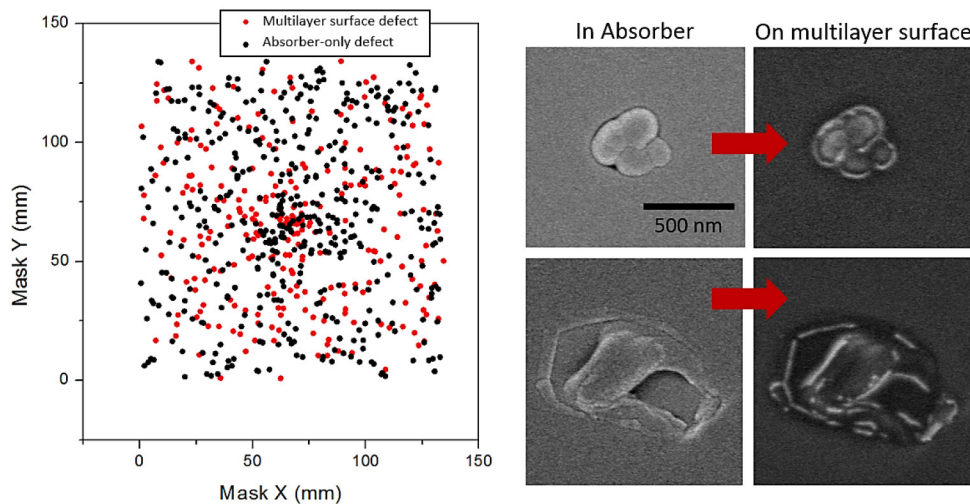 150
100
50
0
0
50
100
150
Mask Y (mm)
Mask X (mm)
Multilayer surface defect
Absorber-only defect
In Absorber
On multilayer surface
500 nm